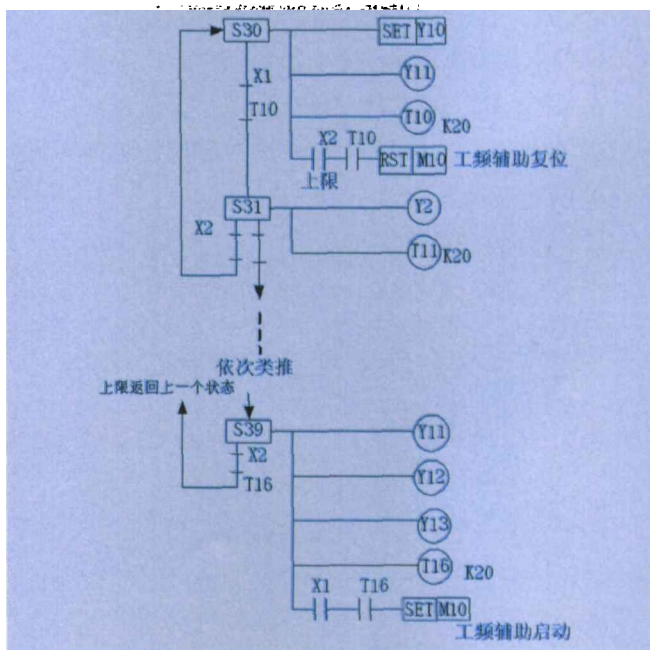 S30
SET Y10
X1
Y11
T10
T10 K20
X2 T10
RST M10 工频辅助复位
上限
S31
Y2
X2
T11 K20
依次类推
上限返回上一个状态
S39
Y11
X2
T16
Y12
Y13
T16 K20
X1 T16
SET M10
工频辅助启动